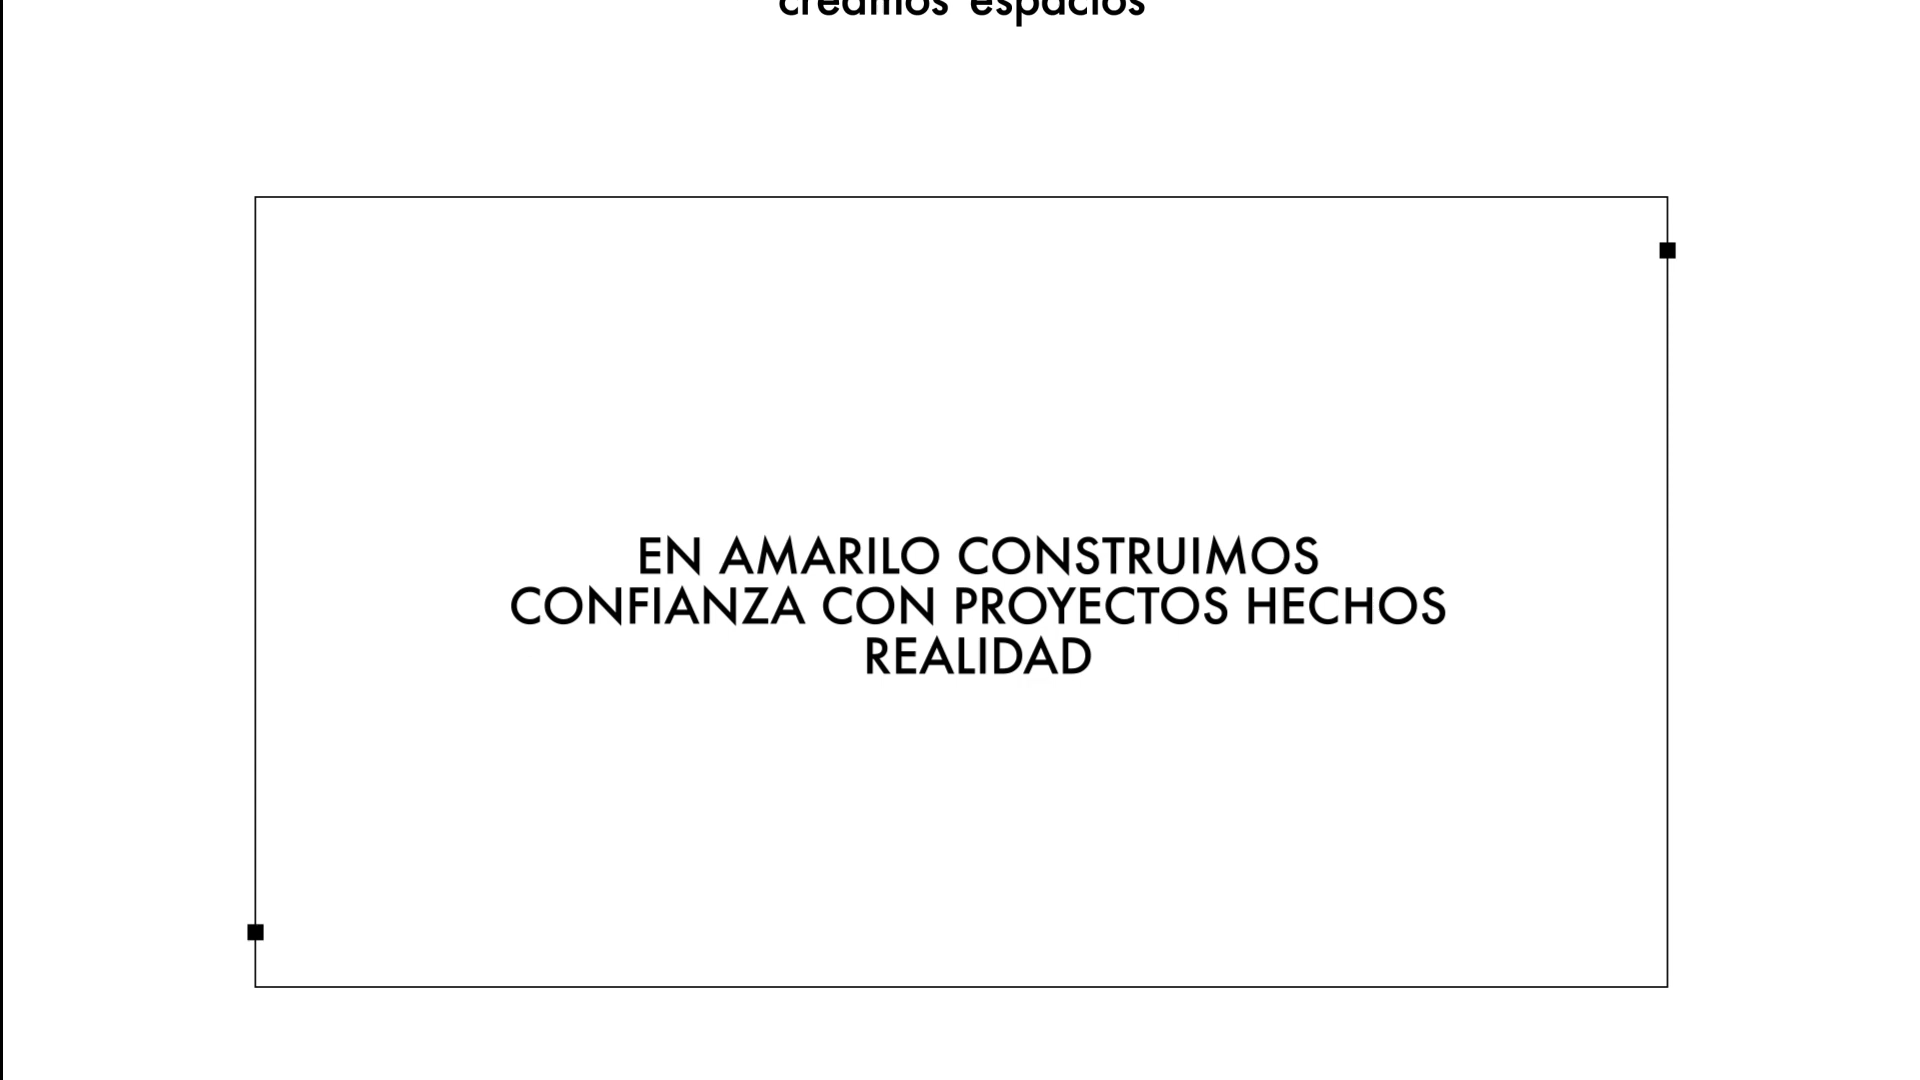 creamos espacios
EN AMARILO CONSTRUIMOS
CONFIANZA CON PROYECTOS HECHOS
REALIDAD